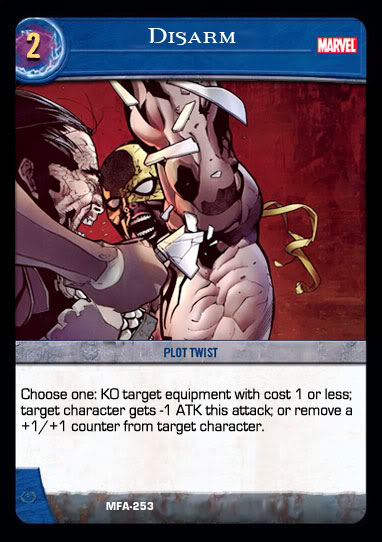 2
Disarm
MARVEL
PLOT TWIST
Choose one: KO target equipment with cost 1 or less;
target character gets -1 ATK this attack; or remove a
+1/+1 counter from target character.
MFA-253